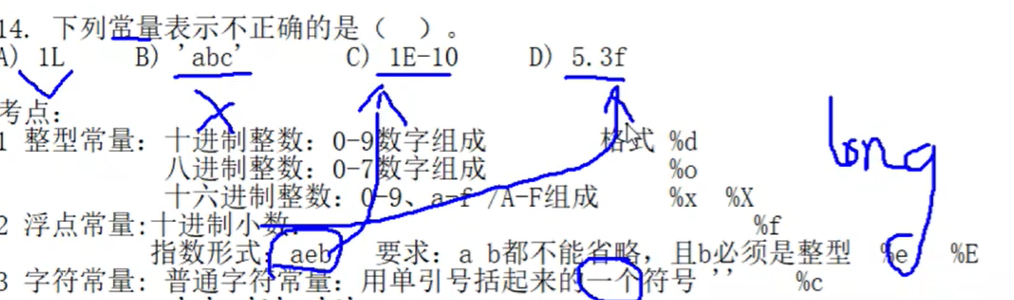 14. 下列常量表示不正确的是（  ）。
A) 1L  B) 'abc'  C) 1E-10  D) 5.3f
考点：
1 整型常量：十进制整数：0-9数字组成  格式 %d
long
八进制整数：0-7数字组成  %o
十六进制整数：0-9、a-f /A-F组成  %x  %X
2 浮点常量:十进制小数：  %f
指数形式：aeb  要求：a b都不能省略，且b必须是整型  %e  %E
3 字符常量：普通字符常量：用单引号括起来的一个符号 ''  %c